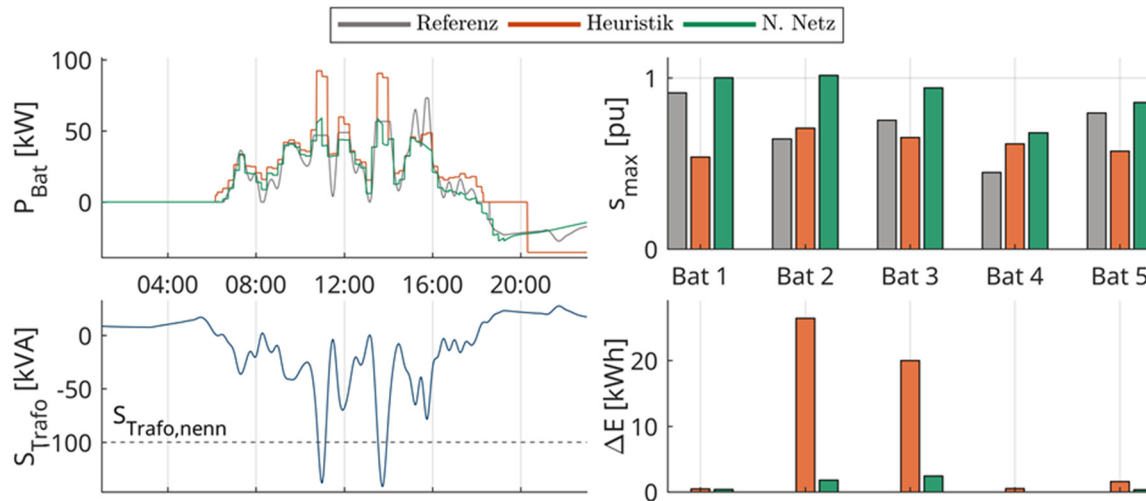 Referenz Heuristik N. Netz
P_Bat [kW]
100
50
0
04:00 08:00 12:00 16:00 20:00
s_max [pu]
1
0
Bat 1 Bat 2 Bat 3 Bat 4 Bat 5
S_Trafo [kVA]
0
-50
-100
S_Trafo,nenn
ΔE [kWh]
20
10
0